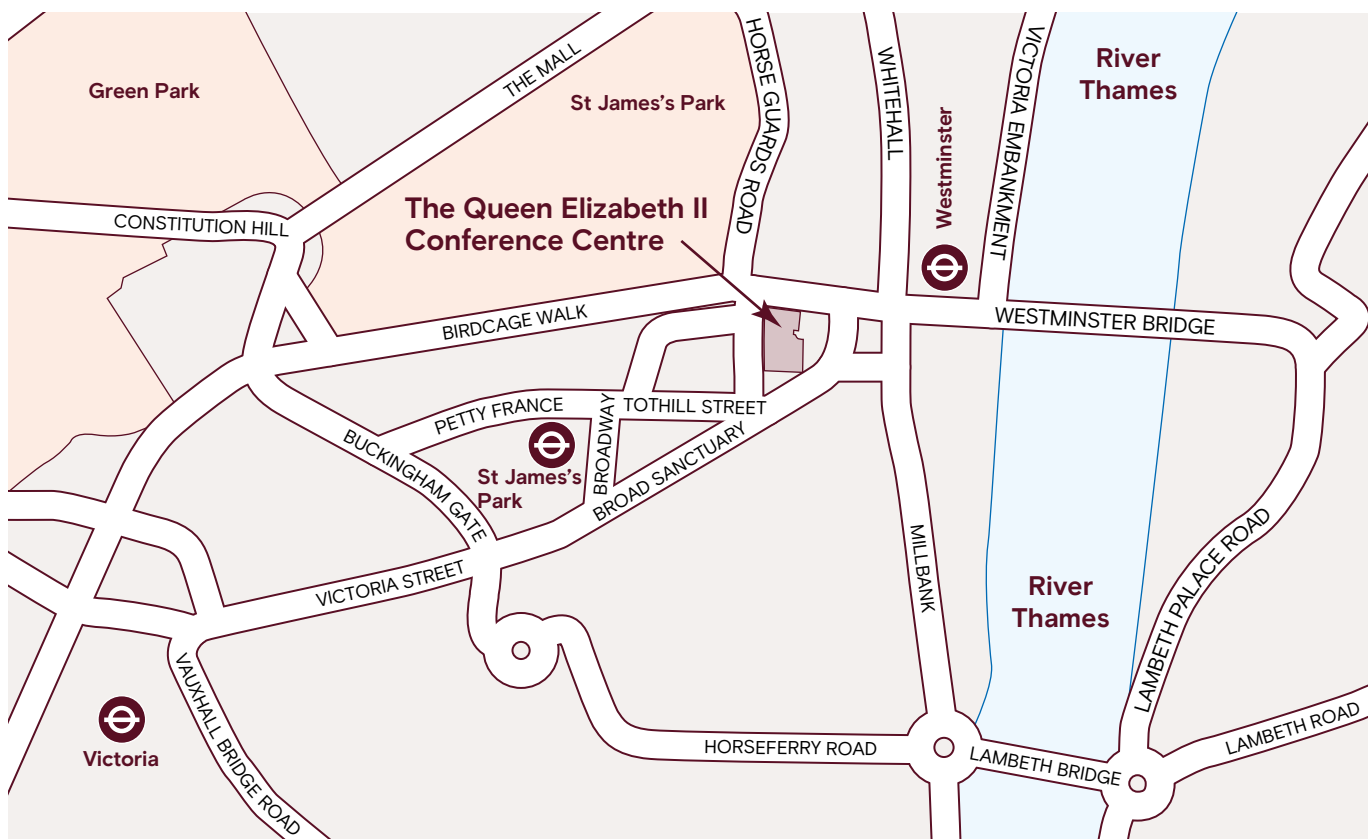 Green Park
THE MALL
St James's Park
HORSE GUARDS ROAD
WHITEHALL
VICTORIA EMBANKMENT
River
Thames
Westminster
CONSTITUTION HILL
The Queen Elizabeth II
Conference Centre
BIRDCAGE WALK
WESTMINSTER BRIDGE
PETTY FRANCE
TOTHILL STREET
BROADWAY
BUCKINGHAM GATE
St James's
Park
BROAD SANCTUARY
VICTORIA STREET
MILLBANK
River
Thames
LAMBETH PALACE ROAD
VAUXHALL BRIDGE ROAD
Victoria
HORSEFERRY ROAD
LAMBETH BRIDGE
LAMBETH ROAD